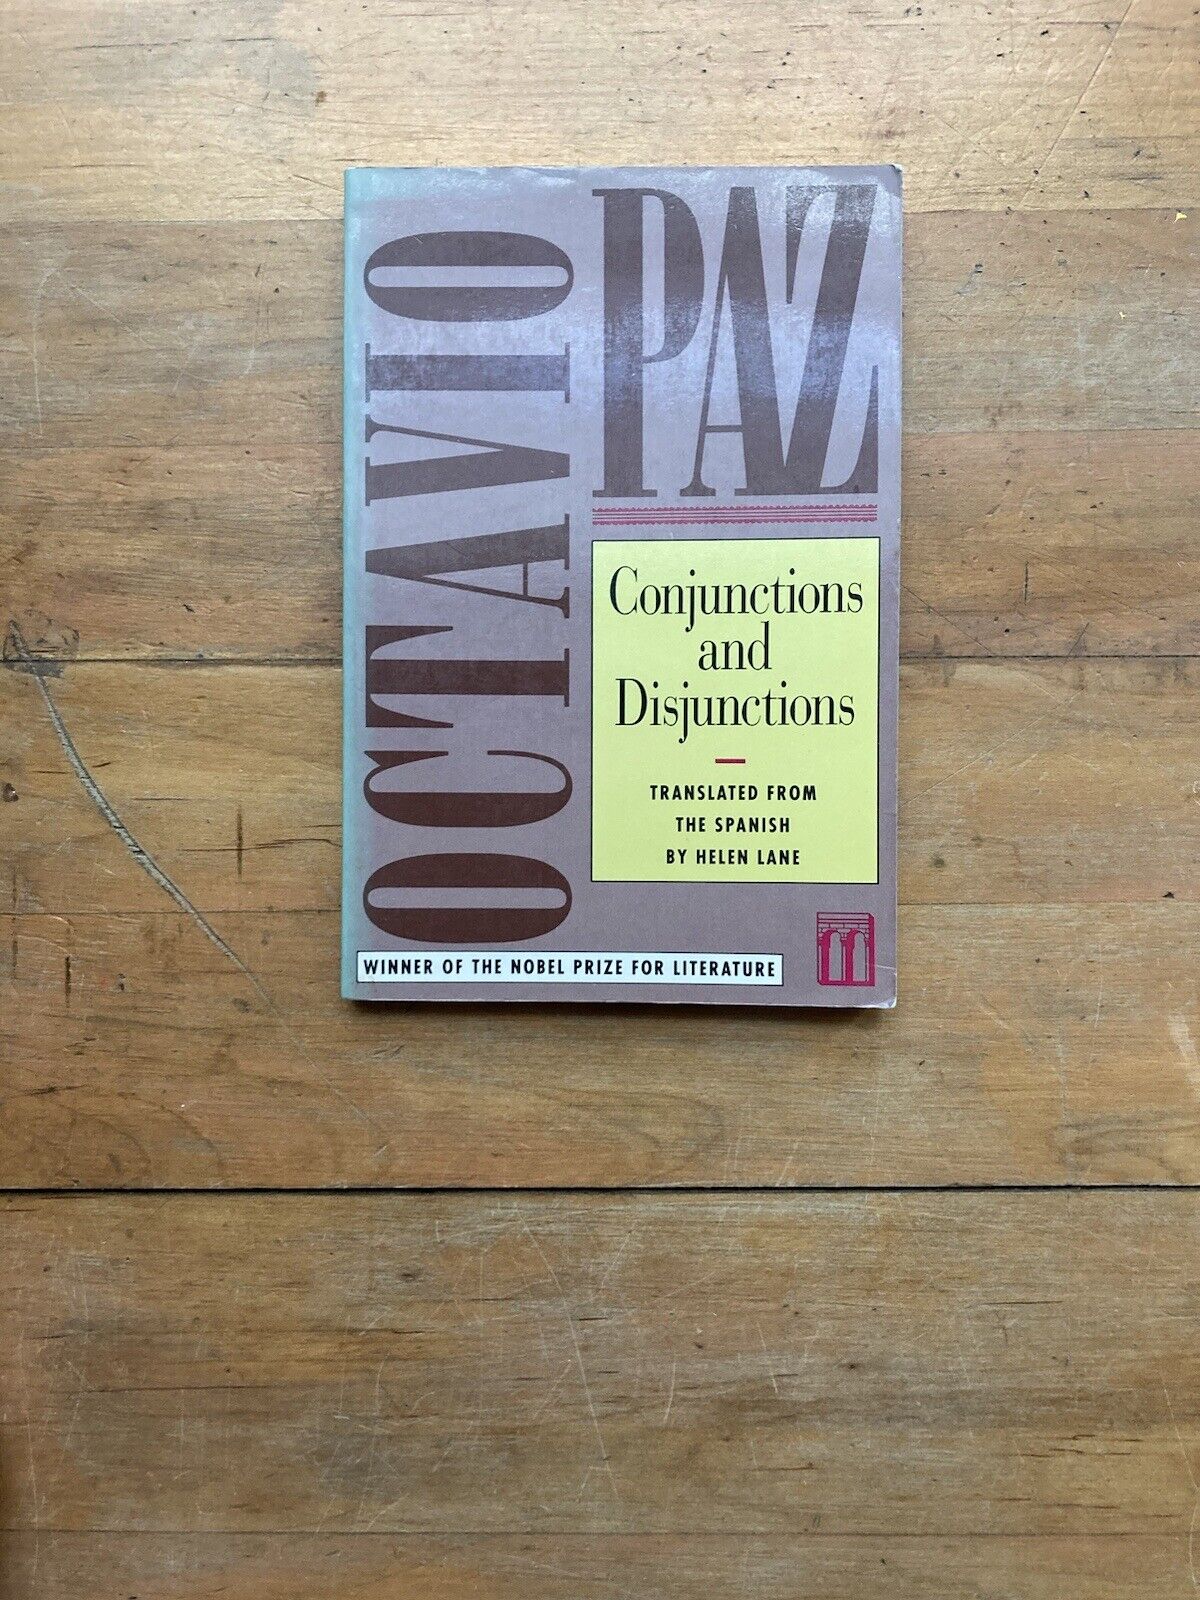 OCTAVIO
PAZ
Conjunctions
and
Disjunctions
TRANSLATED FROM
THE SPANISH
BY HELEN LANE
WINNER OF THE NOBEL PRIZE FOR LITERATURE